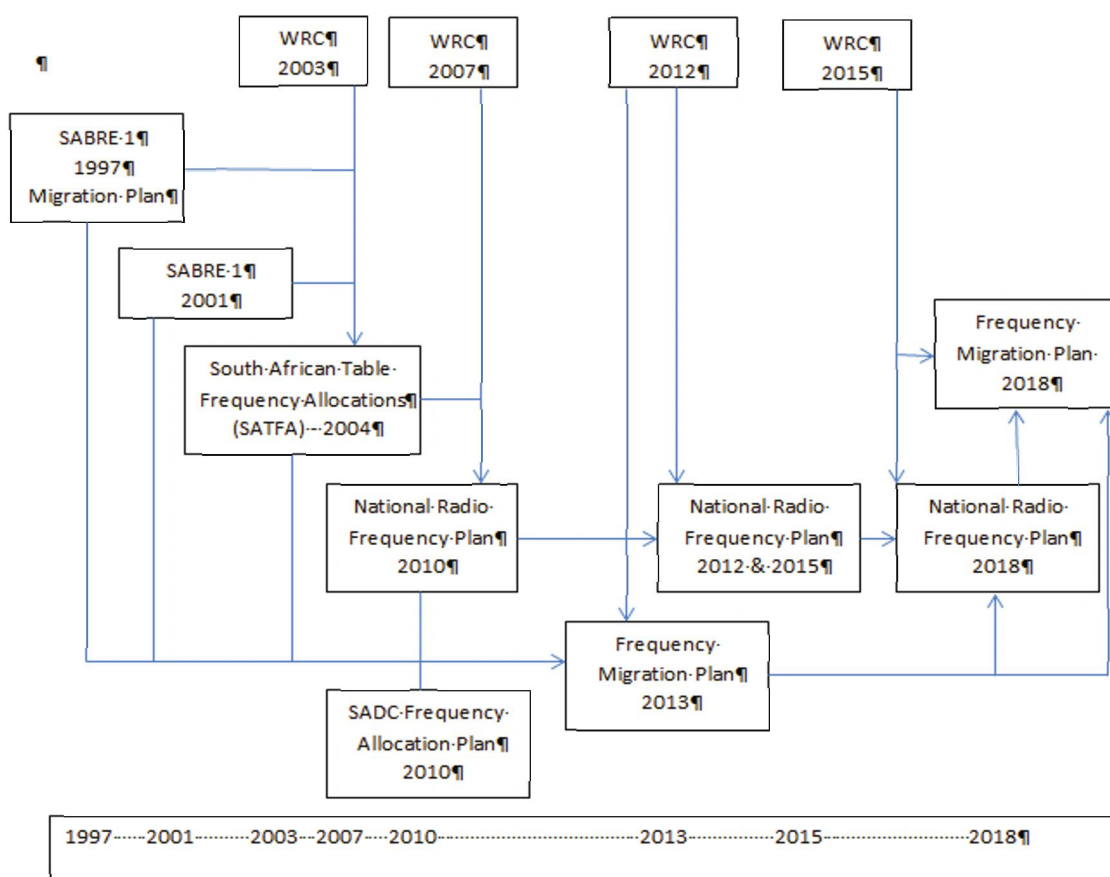 WRC¶
2003¶
WRC¶
2007¶
WRC¶
2012¶
WRC¶
2015¶
¶
SABRE·1¶
1997¶
Migration·Plan¶
SABRE·1¶
2001¶
South·African·Table·
Frequency·Allocations¶
(SATFA)·-·2004¶
Frequency·
Migration·Plan·
2018¶
National·Radio·
Frequency·Plan¶
2010¶
National·Radio·
Frequency·Plan¶
2012·&·2015¶
National·Radio·
Frequency·Plan¶
2018¶
Frequency·
Migration·Plan¶
2013¶
SADC·Frequency·
Allocation·Plan¶
2010¶
1997······2001·········2003···2007····2010·································2013··············2015···················2018¶